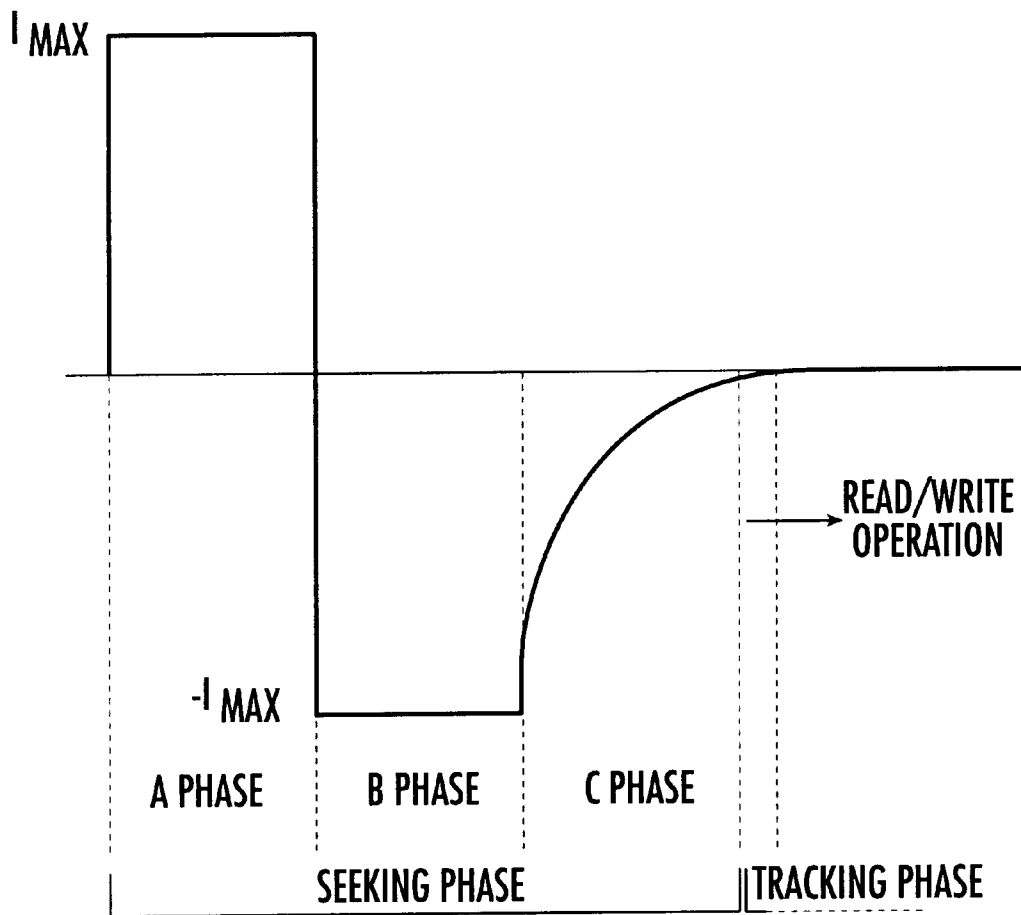 I MAX
READ/WRITE
OPERATION
-I MAX
A PHASE
B PHASE
C PHASE
SEEKING PHASE
TRACKING PHASE